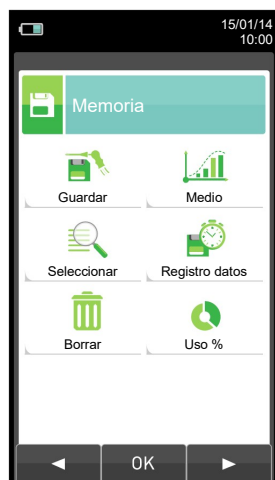 15/01/14
10:00
Memoria
Guardar
Medio
Seleccionar
Registro datos
Borrar
Uso %
OK